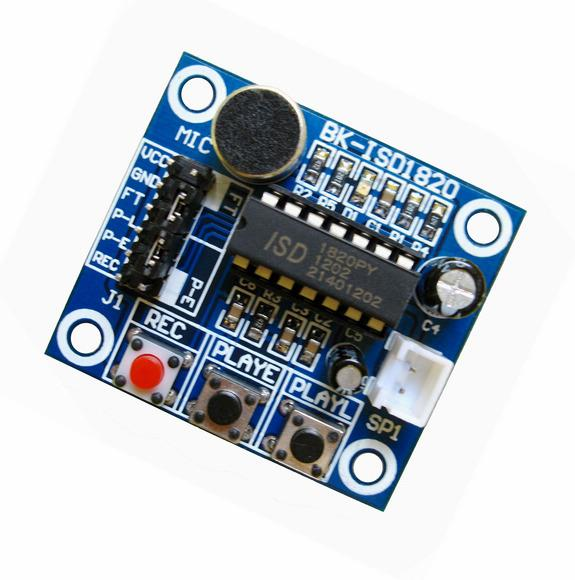 MIC
BK-ISD1820
VCC
GND
FT
P-L
P-E
REC
J1
FT
P-E
R2 R5 D1 C1 R1 R4
ISD 1820PY
1202
21401202
C4
C6 R3 C3 C2
C5
REC
PLAYE
PLAYL
SP1